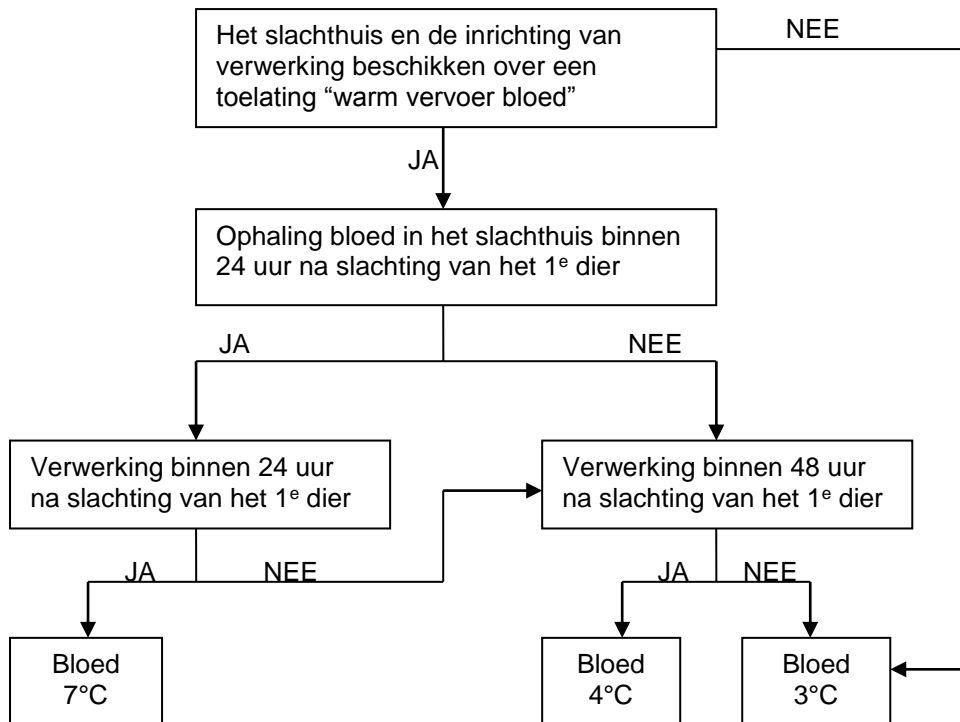 Het slachthuis en de inrichting van
verwerking beschikken over een
toelating “warm vervoer bloed”
NEE
JA
Ophaling bloed in het slachthuis binnen
24 uur na slachting van het 1ᵉ dier
JA
NEE
Verwerking binnen 24 uur
na slachting van het 1ᵉ dier
Verwerking binnen 48 uur
na slachting van het 1ᵉ dier
JA
NEE
JA
NEE
Bloed
7°C
Bloed
4°C
Bloed
3°C